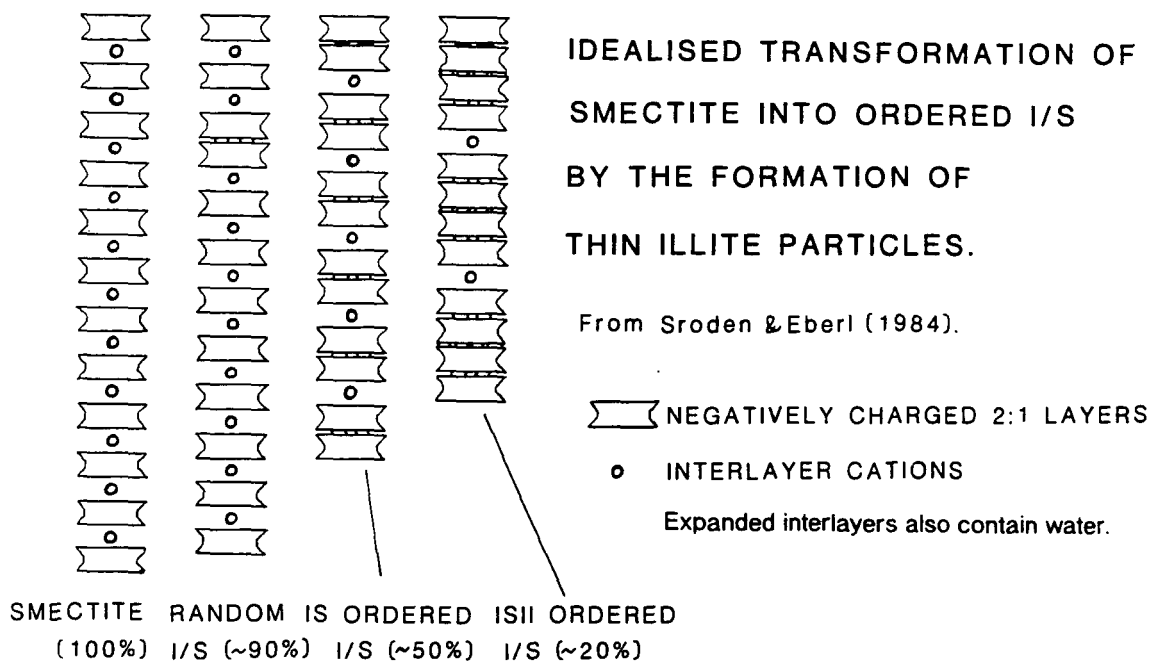 IDEALISED TRANSFORMATION OF
SMECTITE INTO ORDERED I/S
BY THE FORMATION OF
THIN ILLITE PARTICLES.
From Sroden & Eberl (1984).
NEGATIVELY CHARGED 2:1 LAYERS
INTERLAYER CATIONS
Expanded interlayers also contain water.
SMECTITE RANDOM IS ORDERED ISII ORDERED
(100%) I/S (~90%) I/S (~50%) I/S (~20%)